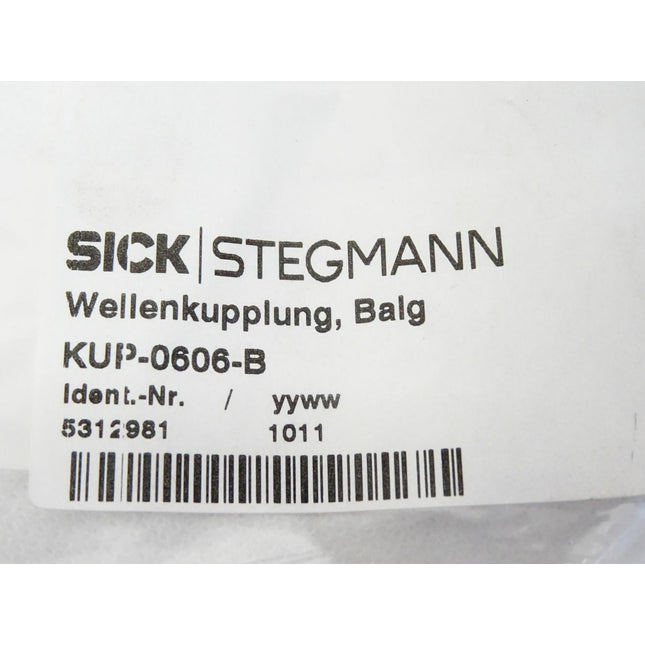 SICK|STEGMANN
Wellenkupplung, Balg
KUP-0606-B
Ident.-Nr. / yyww
5312981 1011